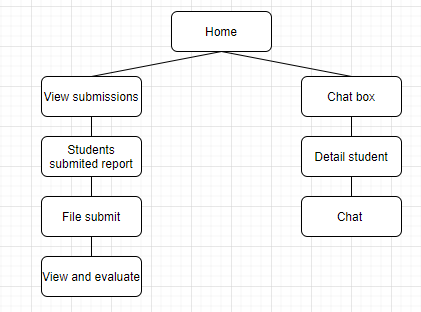 Home
View submissions
Chat box
Students
submited report
Detail student
File submit
Chat
View and evaluate